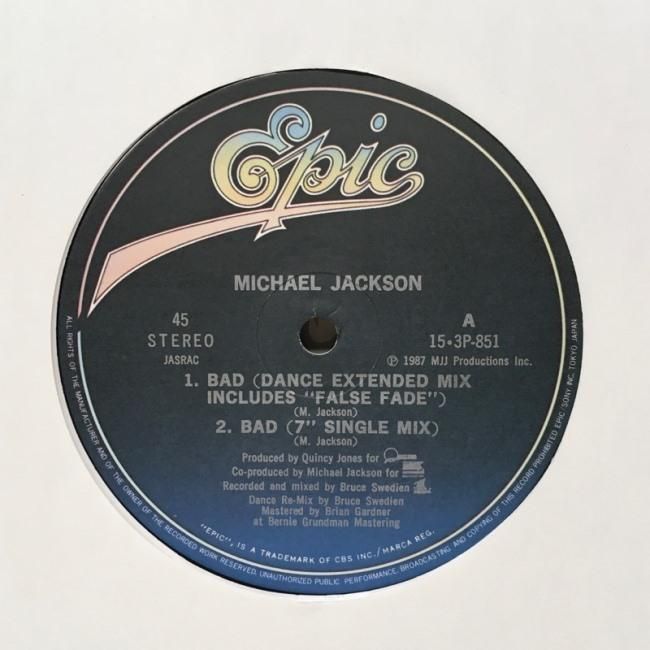 Epic
MICHAEL JACKSON
45
STEREO
JASRAC
A
15•3P-851
Ⓟ 1987 MJJ Productions Inc.
1. BAD (DANCE EXTENDED MIX
INCLUDES "FALSE FADE")
(M. Jackson)
2. BAD (7" SINGLE MIX)
(M. Jackson)
Produced by Quincy Jones for
Co-produced by Michael Jackson for
Recorded and mixed by Bruce Swedien
Dance Re-Mix by Bruce Swedien
Mastered by Brian Gardner
at Bernie Grundman Mastering
"EPIC", IS A TRADEMARK OF CBS INC./MARCA REG.
ALL RIGHTS OF THE MANUFACTURER AND OF THE OWNER OF THE RECORDED WORK RESERVED. UNAUTHORIZED PUBLIC PERFORMANCE, BROADCASTING AND COPYING OF THIS RECORD PROHIBITED EPIC/SONY INC. TOKYO JAPAN